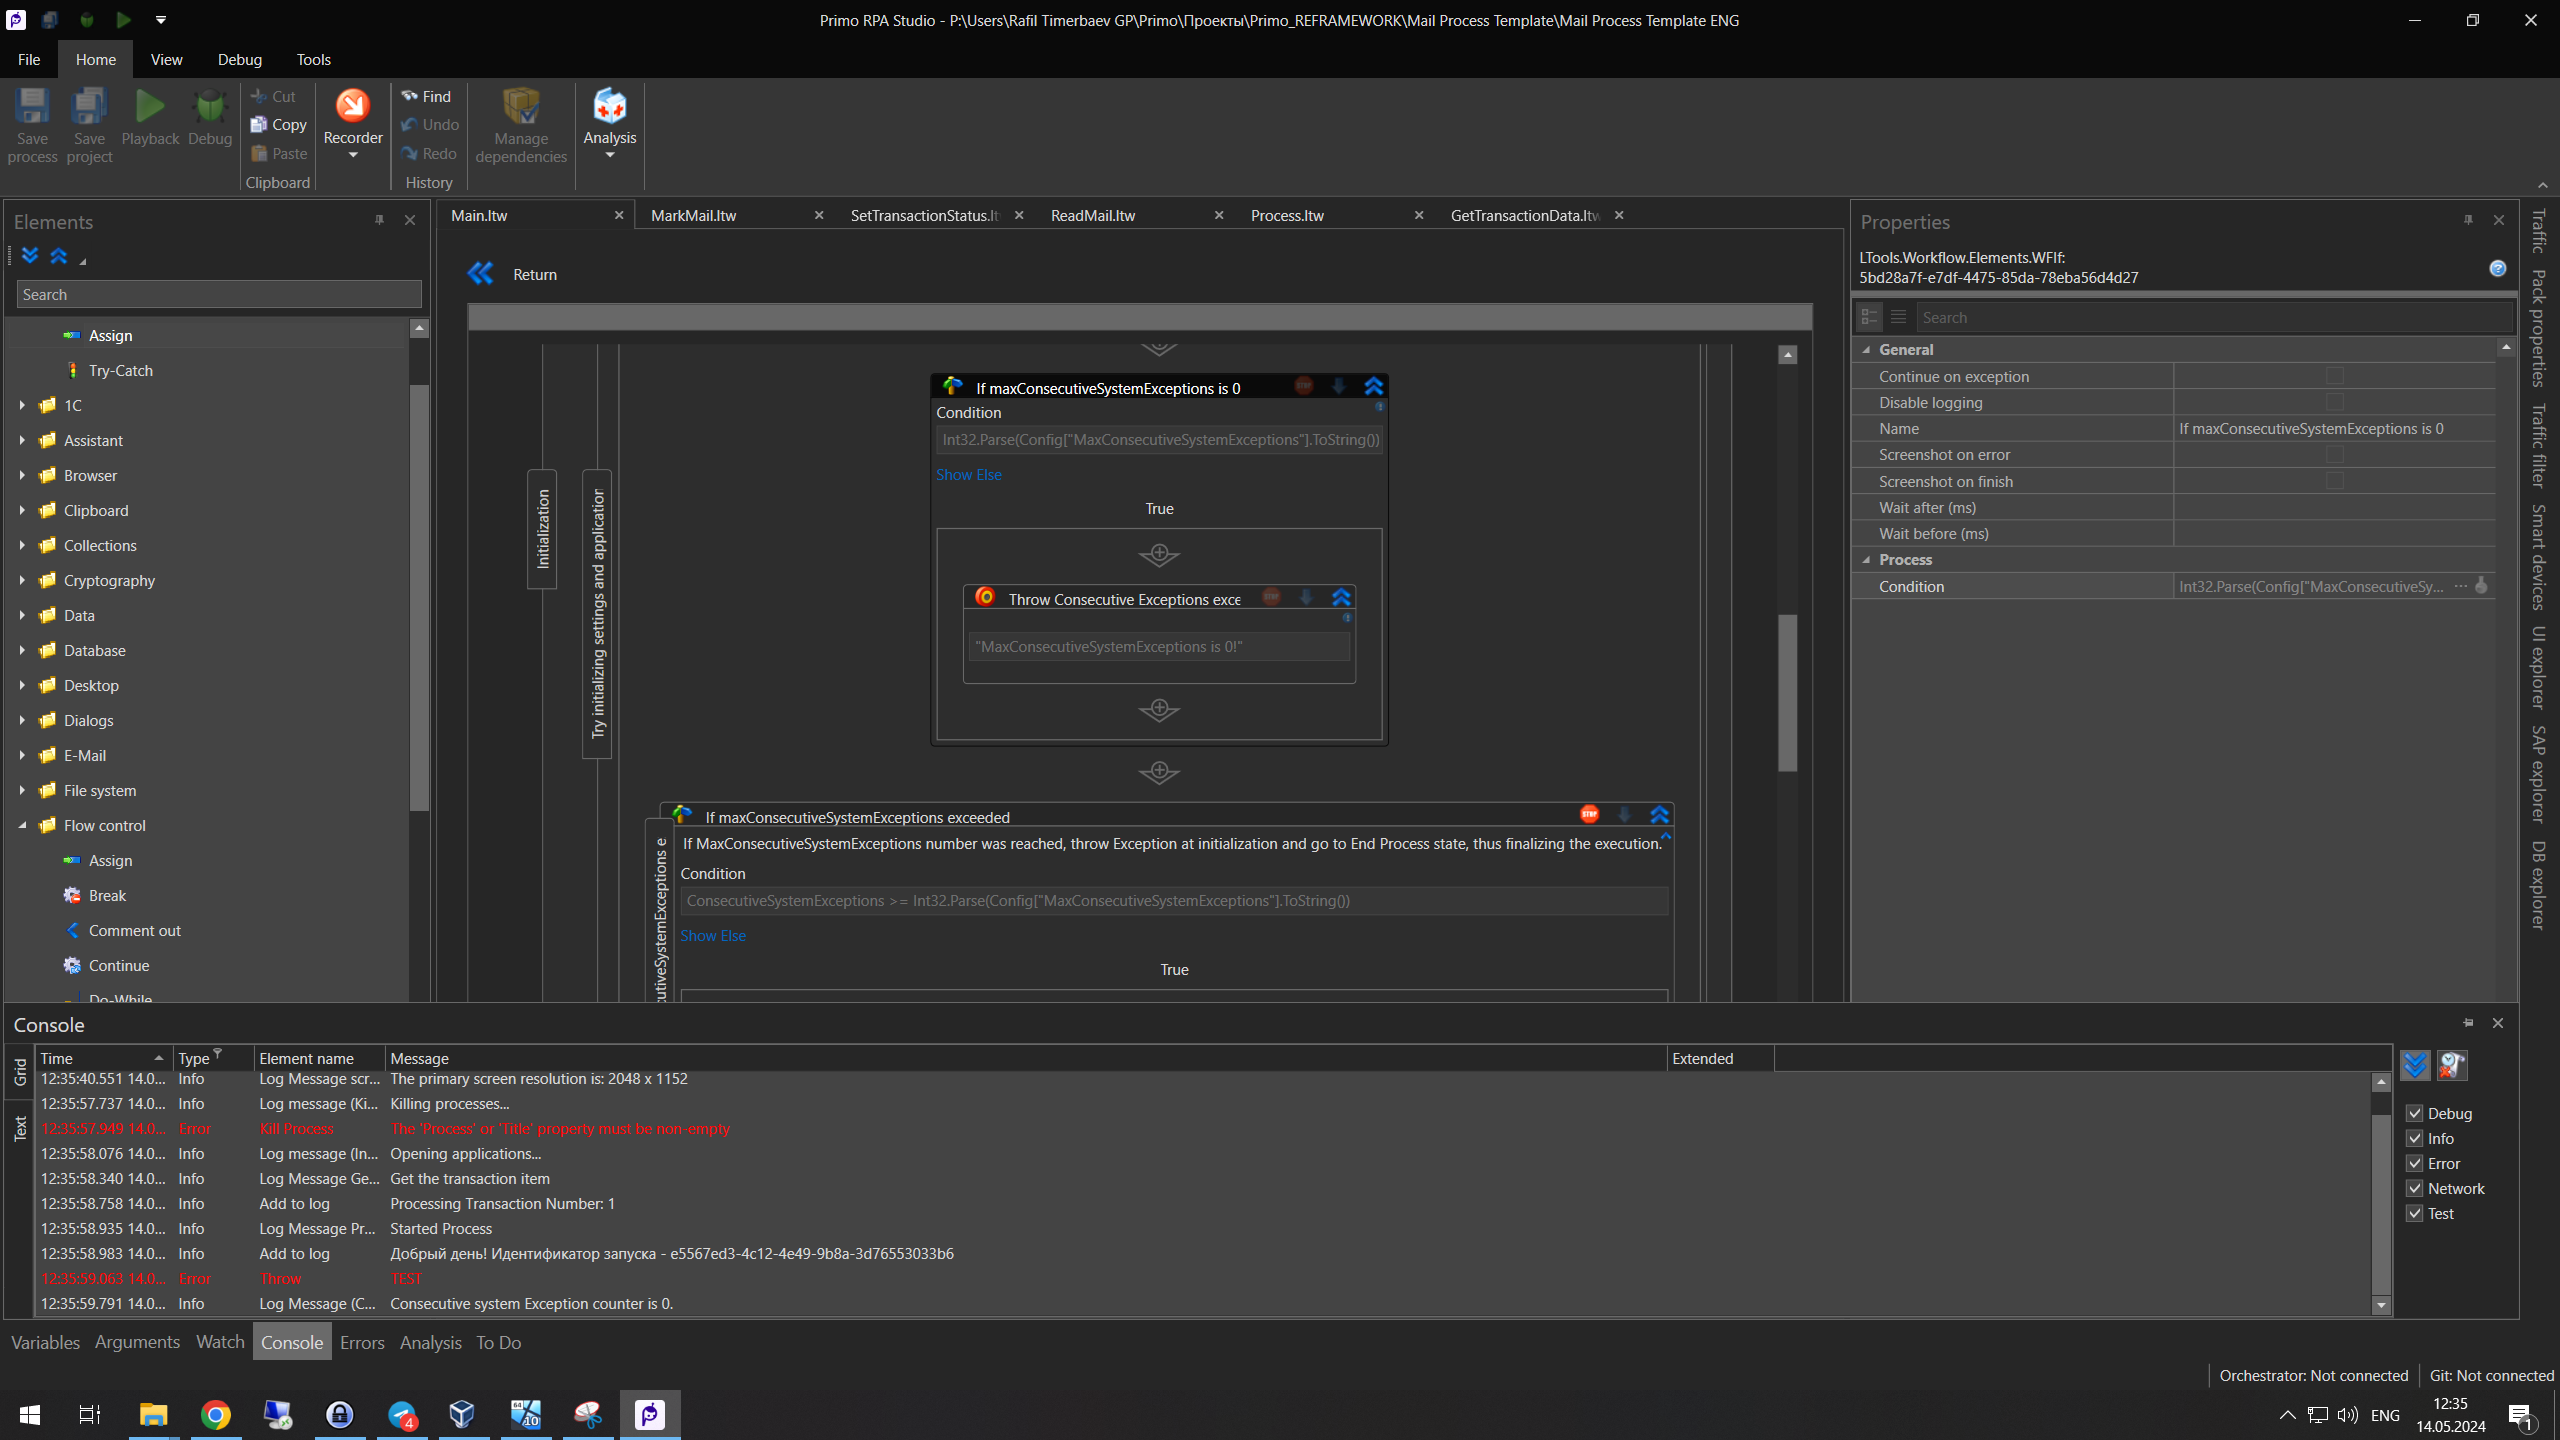 Primo RPA Studio - P:\Users\Rafil Timerbaev GP\Primo\Проекты\Primo_REFRAMEWORK\Mail Process Template\Mail Process Template ENG
File
Home
View
Debug
Tools
Save process
Save project
Playback
Debug
Cut
Copy
Paste
Clipboard
Recorder
Find
Undo
Redo
History
Manage dependencies
Analysis
Elements
Search
Assign
Try-Catch
1C
Assistant
Browser
Clipboard
Collections
Cryptography
Data
Database
Desktop
Dialogs
E-Mail
File system
Flow control
Assign
Break
Comment out
Continue
Do-While
Main.ltw
MarkMail.ltw
SetTransactionStatus.lt
ReadMail.ltw
Process.ltw
GetTransactionData.ltw
Return
Initialization
Try initializing settings and application
If maxConsecutiveSystemExceptions is 0
Condition
Int32.Parse(Config["MaxConsecutiveSystemExceptions"].ToString())
Show Else
True
Throw Consecutive Exceptions exce
"MaxConsecutiveSystemExceptions is 0!"
If maxConsecutiveSystemExceptions exceeded
If MaxConsecutiveSystemExceptions number was reached, throw Exception at initialization and go to End Process state, thus finalizing the execution.
Condition
ConsecutiveSystemExceptions >= Int32.Parse(Config["MaxConsecutiveSystemExceptions"].ToString())
Show Else
True
cutiveSystemExceptions e
Properties
LTools.Workflow.Elements.WFIf:
5bd28a7f-e7df-4475-85da-78eba56d4d27
Search
General
Continue on exception
Disable logging
Name If maxConsecutiveSystemExceptions is 0
Screenshot on error
Screenshot on finish
Wait after (ms)
Wait before (ms)
Process
Condition Int32.Parse(Config["MaxConsecutiveSy... ...
Traffic
Pack properties
Traffic filter
Smart devices
UI explorer
SAP explorer
DB explorer
Console
Grid
Text
Time Type Element name Message Extended
12:35:40.551 14.0... Info Log Message scr... The primary screen resolution is: 2048 x 1152
12:35:57.737 14.0... Info Log message (Ki... Killing processes...
12:35:57.949 14.0... Error Kill Process The 'Process' or 'Title' property must be non-empty
12:35:58.076 14.0... Info Log message (In... Opening applications...
12:35:58.340 14.0... Info Log Message Ge... Get the transaction item
12:35:58.758 14.0... Info Add to log Processing Transaction Number: 1
12:35:58.935 14.0... Info Log Message Pr... Started Process
12:35:58.983 14.0... Info Add to log Добрый день! Идентификатор запуска - e5567ed3-4c12-4e49-9b8a-3d76553033b6
12:35:59.063 14.0... Error Throw TEST
12:35:59.791 14.0... Info Log Message (C... Consecutive system Exception counter is 0.
Debug
Info
Error
Network
Test
Variables
Arguments
Watch
Console
Errors
Analysis
To Do
Orchestrator: Not connected
Git: Not connected
4
64
10
ENG
12:35
14.05.2024
1